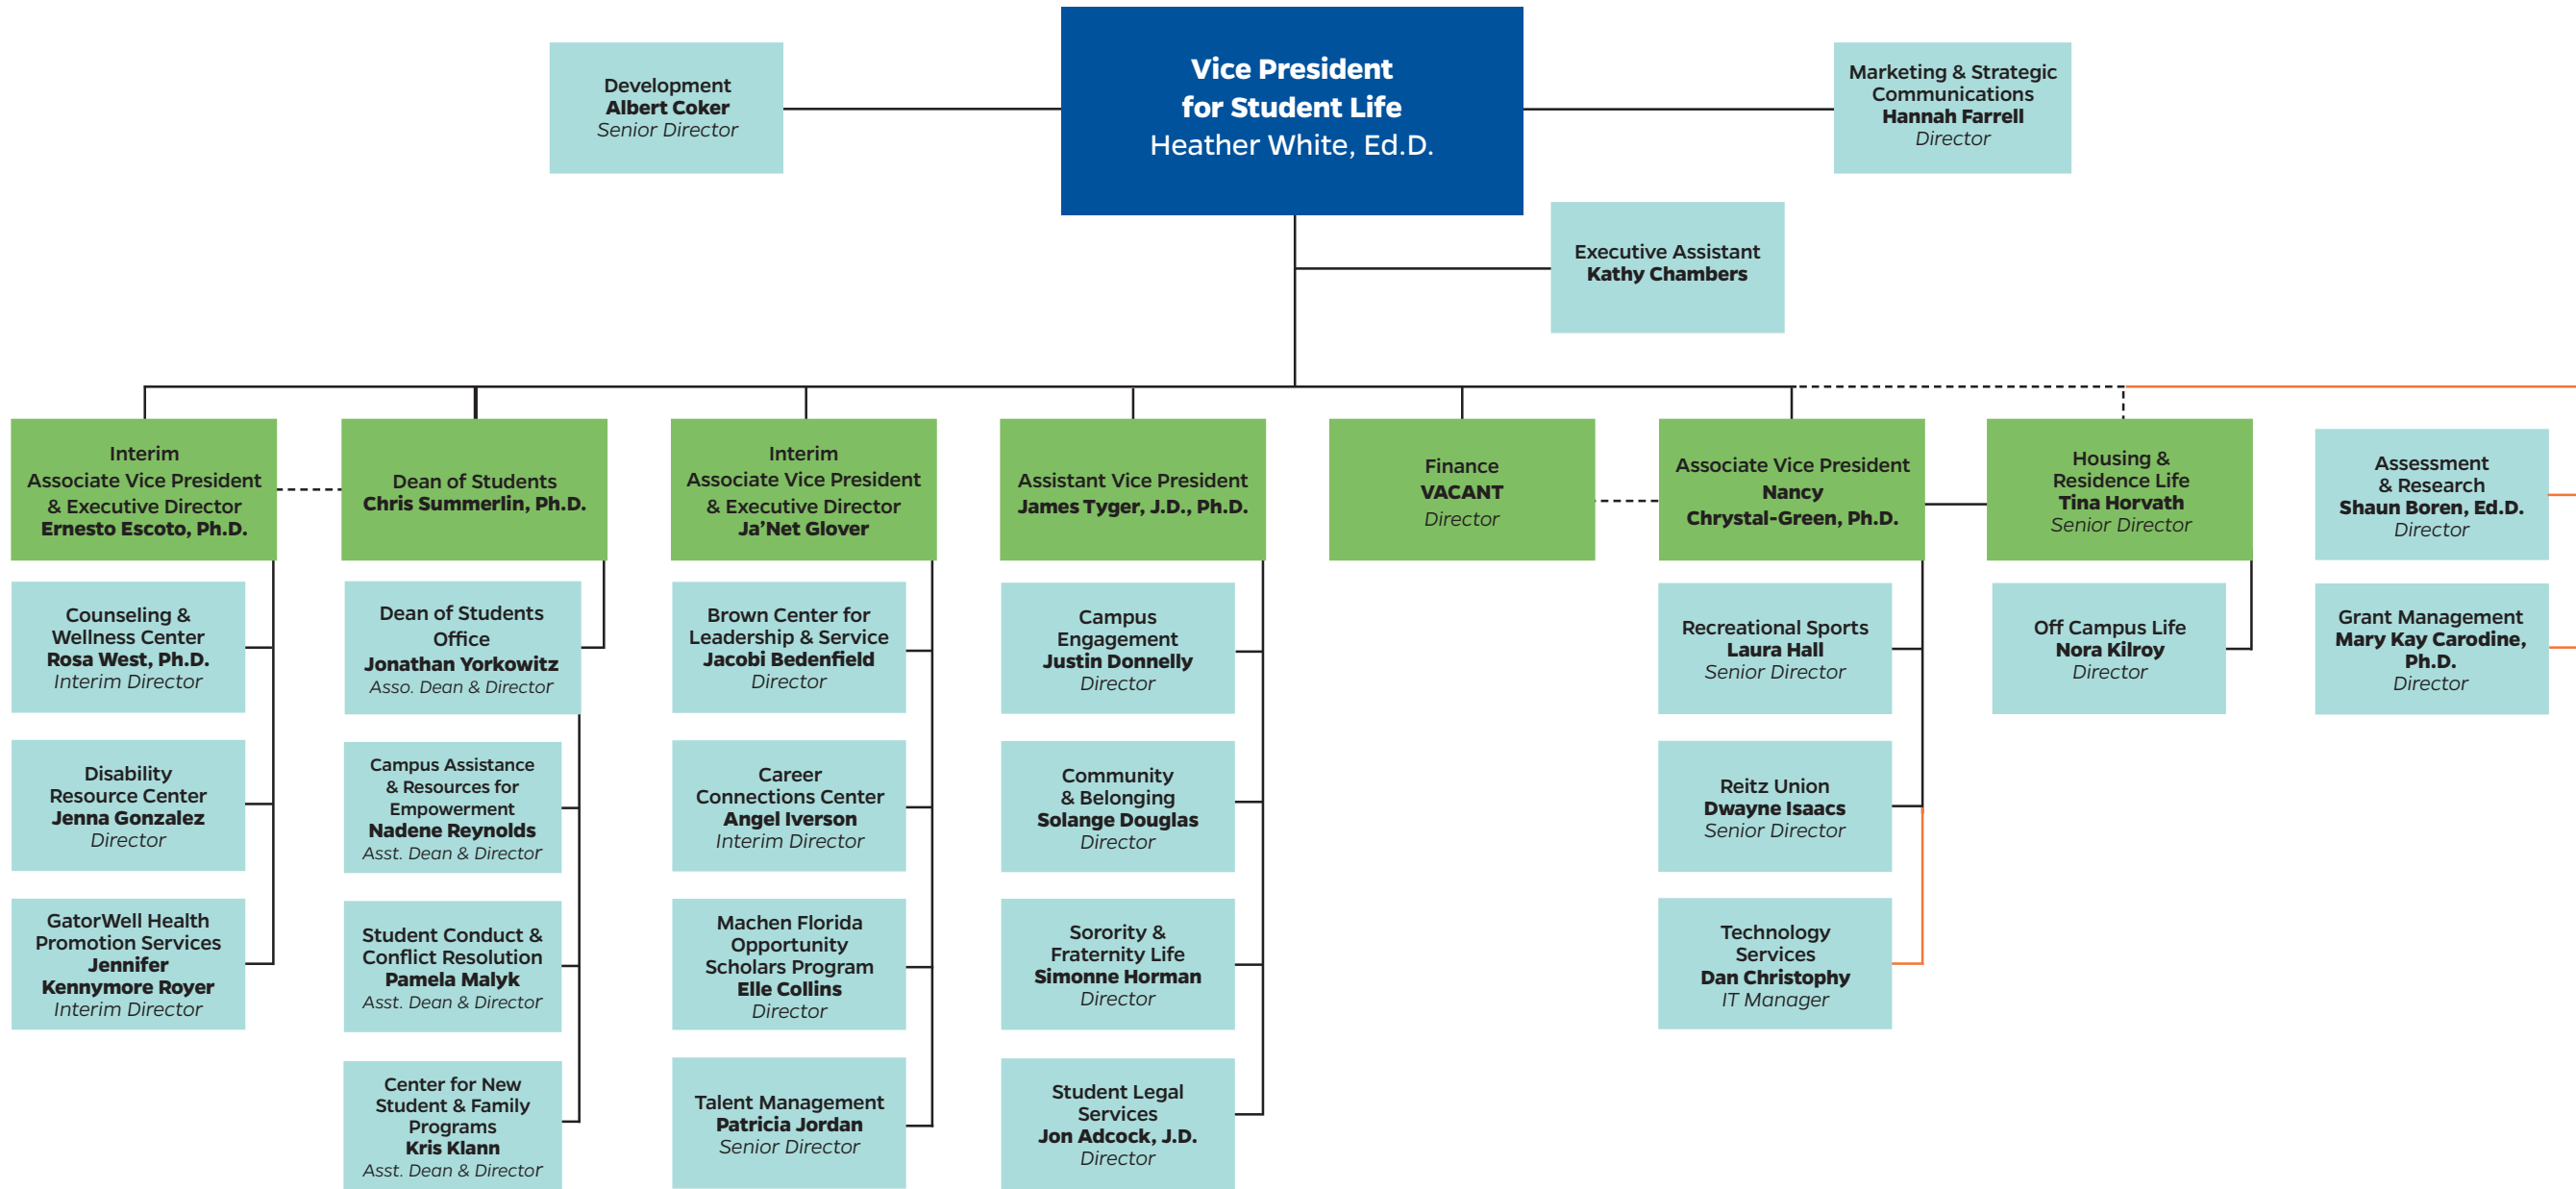 Development
Albert Coker
Senior Director
Vice President
for Student Life
Heather White, Ed.D.
Marketing & Strategic
Communications
Hannah Farrell
Director
Executive Assistant
Kathy Chambers
Interim
Associate Vice President
& Executive Director
Ernesto Escoto, Ph.D.
Dean of Students
Chris Summerlin, Ph.D.
Interim
Associate Vice President
& Executive Director
Ja’Net Glover
Assistant Vice President
James Tyger, J.D., Ph.D.
Finance
VACANT
Director
Associate Vice President
Nancy
Chrystal-Green, Ph.D.
Housing &
Residence Life
Tina Horvath
Senior Director
Assessment
& Research
Shaun Boren, Ed.D.
Director
Counseling &
Wellness Center
Rosa West, Ph.D.
Interim Director
Dean of Students
Office
Jonathan Yorkowitz
Asso. Dean & Director
Brown Center for
Leadership & Service
Jacobi Bedenfield
Director
Campus
Engagement
Justin Donnelly
Director
Recreational Sports
Laura Hall
Senior Director
Off Campus Life
Nora Kilroy
Director
Grant Management
Mary Kay Carodine,
Ph.D.
Director
Disability
Resource Center
Jenna Gonzalez
Director
Campus Assistance
& Resources for
Empowerment
Nadene Reynolds
Asst. Dean & Director
Career
Connections Center
Angel Iverson
Interim Director
Community
& Belonging
Solange Douglas
Director
Reitz Union
Dwayne Isaacs
Senior Director
GatorWell Health
Promotion Services
Jennifer
Kennymore Royer
Interim Director
Student Conduct &
Conflict Resolution
Pamela Malyk
Asst. Dean & Director
Machen Florida
Opportunity
Scholars Program
Elle Collins
Director
Sorority &
Fraternity Life
Simonne Horman
Director
Technology
Services
Dan Christophy
IT Manager
Center for New
Student & Family
Programs
Kris Klann
Asst. Dean & Director
Talent Management
Patricia Jordan
Senior Director
Student Legal
Services
Jon Adcock, J.D.
Director